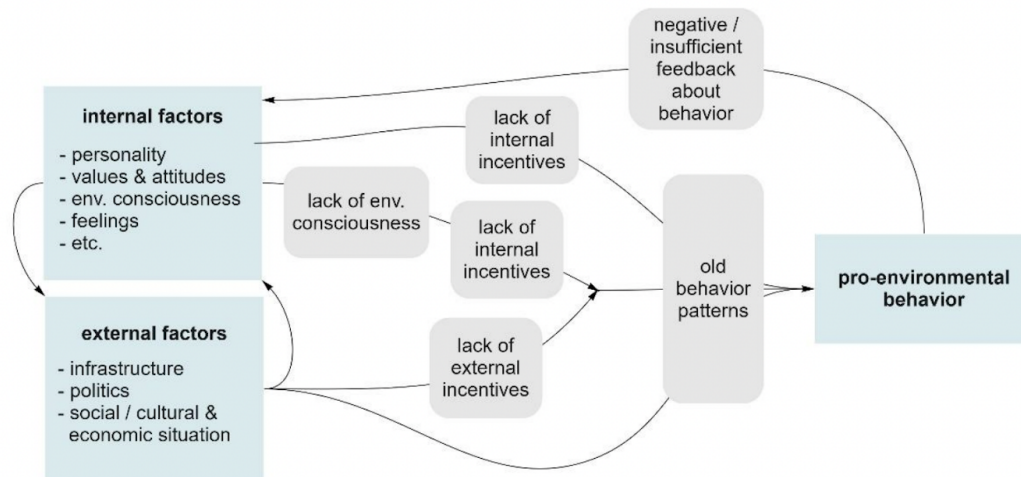 negative /
insufficient
feedback
about
behavior
internal factors
- personality
- values & attitudes
- env. consciousness
- feelings
- etc.
lack of
internal
incentives
lack of env.
consciousness
lack of
internal
incentives
old
behavior
patterns
pro-environmental
behavior
external factors
- infrastructure
- politics
- social / cultural &
economic situation
lack of
external
incentives